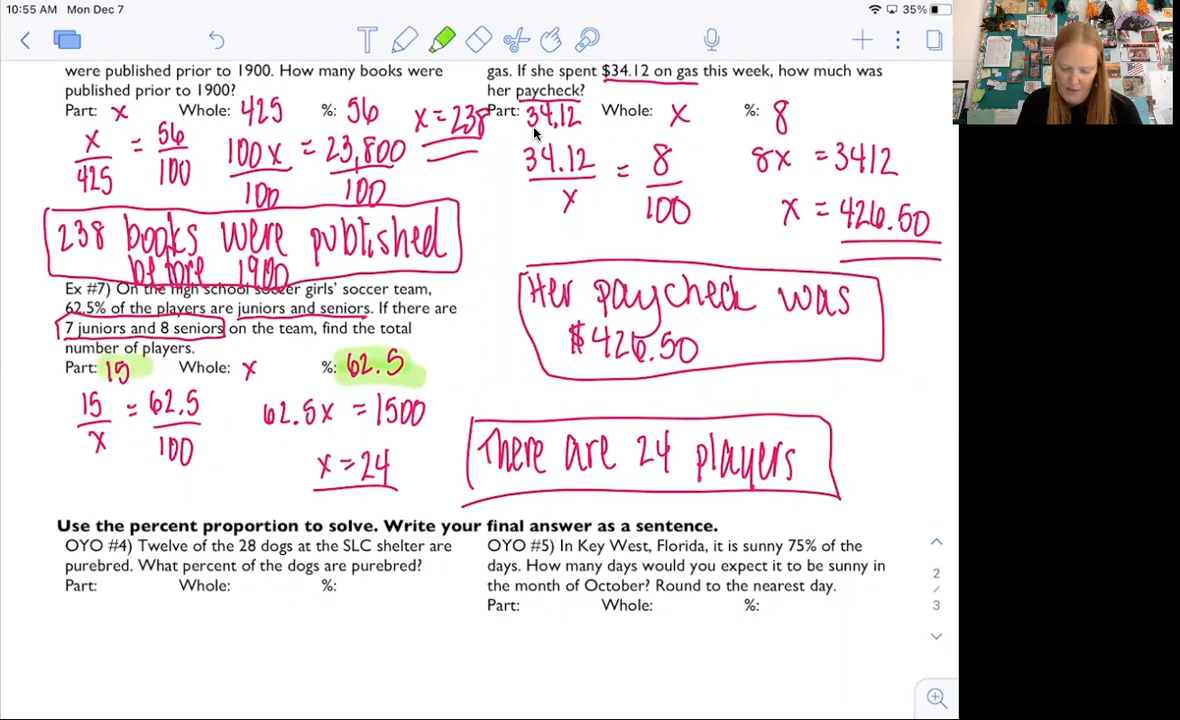 10:55 AM Mon Dec 7
35%
were published prior to 1900. How many books were
published prior to 1900?
Part: x Whole: 425 %: 56
x = 238
x/425 = 56/100
100x/100 = 23,800/100
238 books were published
before 1900
gas. If she spent $34.12 on gas this week, how much was
her paycheck?
Part: 34.12 Whole: x %: 8
34.12/x = 8/100
8x = 3412
x = 426.50
Her paycheck was
$426.50
Ex #7) On the high school soccer girls' soccer team,
62.5% of the players are juniors and seniors. If there are
7 juniors and 8 seniors on the team, find the total
number of players.
Part: 15 Whole: x %: 62.5
15/x = 62.5/100
62.5x = 1500
x = 24
There are 24 players
Use the percent proportion to solve. Write your final answer as a sentence.
OYO #4) Twelve of the 28 dogs at the SLC shelter are
purebred. What percent of the dogs are purebred?
Part: Whole: %:
OYO #5) In Key West, Florida, it is sunny 75% of the
days. How many days would you expect it to be sunny in
the month of October? Round to the nearest day.
Part: Whole: %:
2
/
3